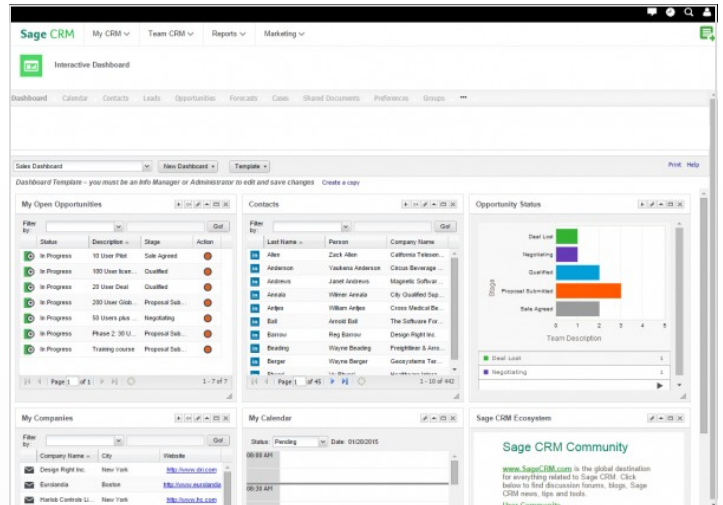 Sage CRM My CRM Team CRM Reports Marketing
Interactive Dashboard
Dashboard Calendar Contacts Leads Opportunities Forecasts Cases Shared Documents Preferences Groups •••
Sales Dashboard New Dashboard Template Print Help
Dashboard Template – you must be an Info Manager or Administrator to edit and save changes Create a copy
My Open Opportunities
Filter by: Go!
Status Description Stage Action
In Progress 10 User Pilot Sale Agreed
In Progress 100 User licen... Qualified
In Progress 20 User Deal Qualified
In Progress 200 User Glob... Proposal Sub...
In Progress 50 Users plus ... Negotiating
In Progress Phase 2: 30 U... Proposal Sub...
In Progress Training course Proposal Sub...
Page 1 of 1 1 - 7 of 7
Contacts
Filter by: Go!
Last Name Person Company Name
Allen Zack Allen California Telesen...
Anderson Yaukena Anderson Circus Beverage ...
Andrews Janet Andrews Magnetic Softwar...
Annala Wilmer Annala City Qualified Sup...
Antjes William Antjes Cross Medical Be...
Ball Arnold Ball The Software For...
Barrow Reg Barrow Design Right Inc.
Beading Wayne Beading Freightliner & Arro...
Berger Wayne Berger Geosystems Tar...
Page 1 of 45 1 - 10 of 442
Opportunity Status
Stage
Deal Lost
Negotiating
Qualified
Proposal Submitted
Sale Agreed
0 1 2 3 4 5
Team Description
Deal Lost 1
Negotiating 1
My Companies
Filter by: Go!
Company Name City Website
Design Right Inc. New York http://www.dri.com
Eurolandia Boston http://www.eurolandia
Harlob Controls Li... New York http://www.hc.com
My Calendar
Status: Pending Date: 01/20/2015
08:00 AM
08:30 AM
Sage CRM Ecosystem
Sage CRM Community
www.SageCRM.com is the global destination
for everything related to Sage CRM. Click
below to find discussion forums, blogs, Sage
CRM news, tips and tools.
User Community